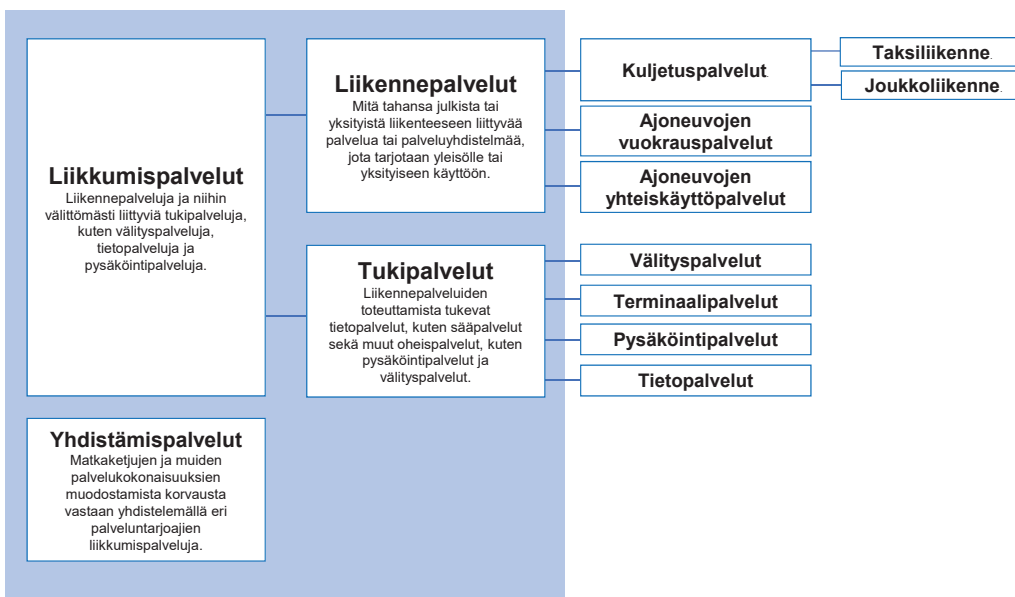 Liikkumispalvelut
Liikennepalveluja ja niihin
välittömästi liittyviä tukipalveluja,
kuten välityspalveluja,
tietopalveluja ja
pysäköintipalveluja.
Liikennepalvelut
Mitä tahansa julkista tai
yksityistä liikenteeseen liittyvää
palvelua tai palveluyhdistelmää,
jota tarjotaan yleisölle tai
yksityiseen käyttöön.
Kuljetuspalvelut.
Taksiliikenne.
Joukkoliikenne.
Ajoneuvojen
vuokrauspalvelut
Ajoneuvojen
yhteiskäyttöpalvelut
Tukipalvelut
Liikennepalveluiden
toteuttamista tukevat
tietopalvelut, kuten sääpalvelut
sekä muut oheispalvelut, kuten
pysäköintipalvelut ja
välityspalvelut.
Välityspalvelut
Terminaalipalvelut
Pysäköintipalvelut
Tietopalvelut
Yhdistämispalvelut
Matkaketjujen ja muiden
palvelukokonaisuuksien
muodostamista korvausta
vastaan yhdistelemällä eri
palveluntarjoajien
liikkumispalveluja.